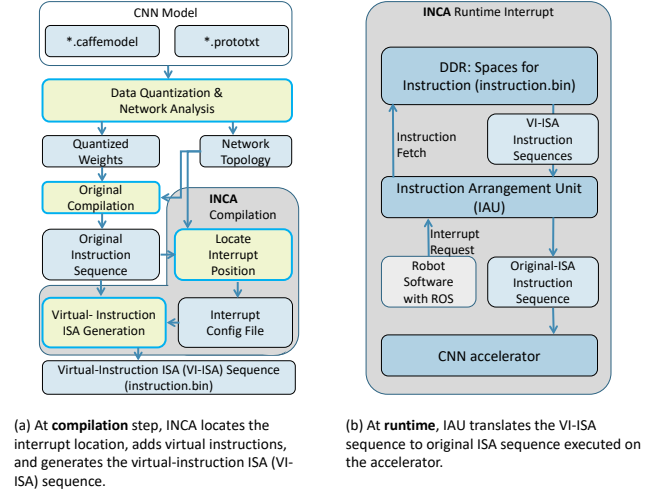 CNN Model
*.caffemodel
*.prototxt
Data Quantization &
Network Analysis
Quantized
Weights
Network
Topology
Original
Compilation
INCA
Compilation
Original
Instruction
Sequence
Locate
Interrupt
Position
Virtual- Instruction
ISA Generation
Interrupt
Config File
Virtual-Instruction ISA (VI-ISA) Sequence
(instruction.bin)
(a) At compilation step, INCA locates the
interrupt location, adds virtual instructions,
and generates the virtual-instruction ISA (VI-
ISA) sequence.
INCA Runtime Interrupt
DDR: Spaces for
Instruction (instruction.bin)
Instruction
Fetch
VI-ISA
Instruction
Sequences
Instruction Arrangement Unit
(IAU)
Interrupt
Request
Robot
Software
with ROS
Original-ISA
Instruction
Sequence
CNN accelerator
(b) At runtime, IAU translates the VI-ISA
sequence to original ISA sequence executed on
the accelerator.